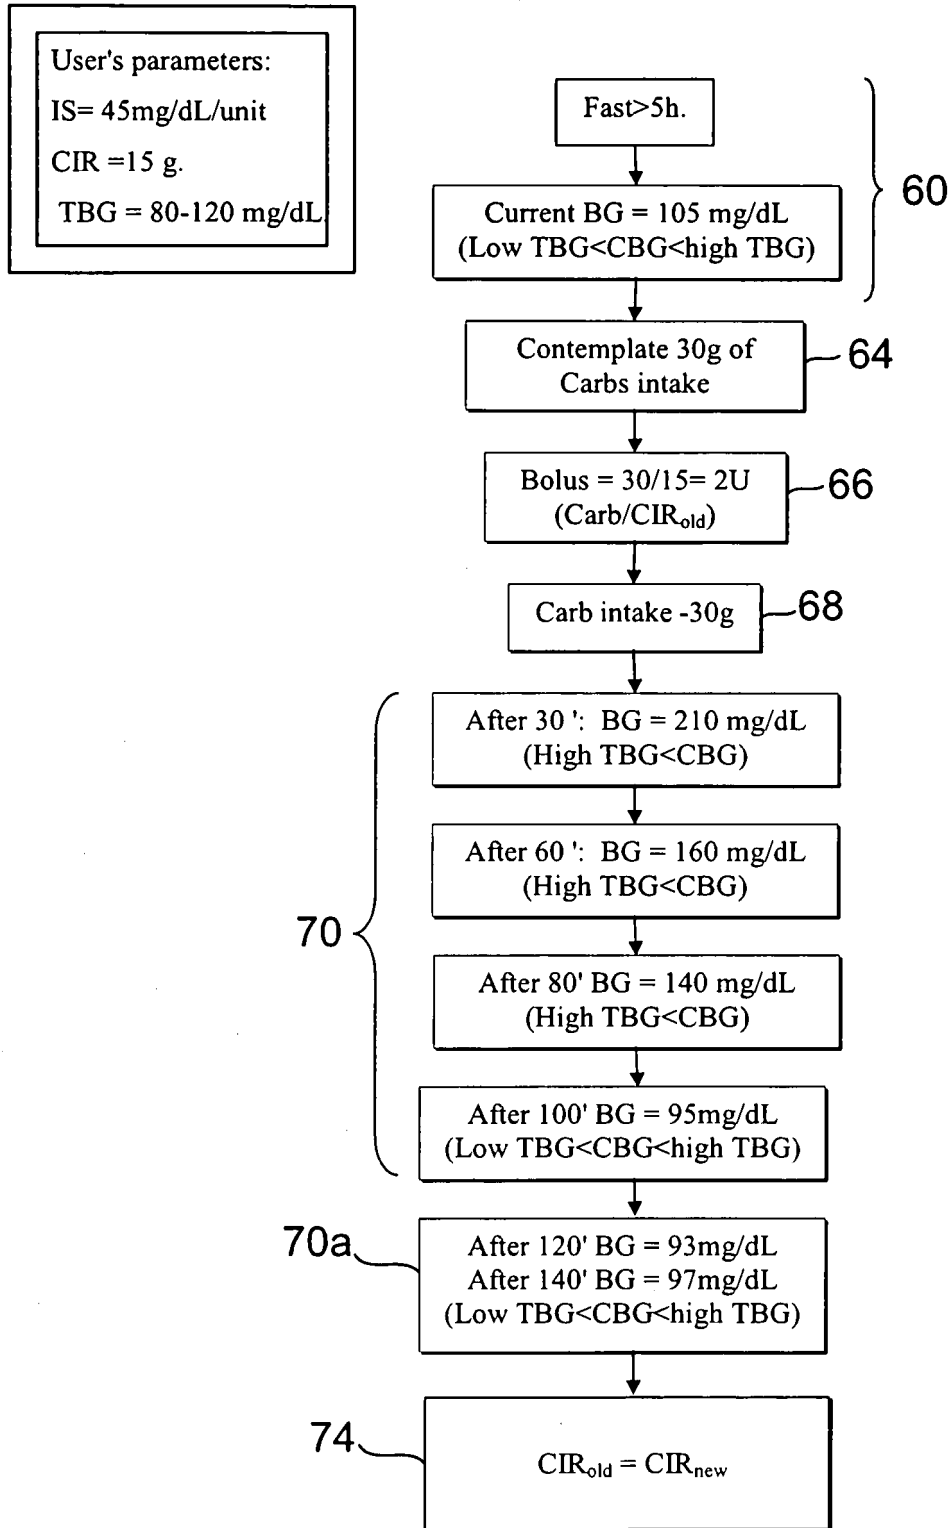 User's parameters:
IS= 45mg/dL/unit
CIR =15 g.
TBG = 80-120 mg/dL
Fast>5h.
60
Current BG = 105 mg/dL
(Low TBG<CBG<high TBG)
Contemplate 30g of
Carbs intake
64
Bolus = 30/15= 2U
(Carb/CIRold)
66
Carb intake -30g
68
After 30 ': BG = 210 mg/dL
(High TBG<CBG)
After 60 ': BG = 160 mg/dL
(High TBG<CBG)
70
After 80' BG = 140 mg/dL
(High TBG<CBG)
After 100' BG = 95mg/dL
(Low TBG<CBG<high TBG)
70a
After 120' BG = 93mg/dL
After 140' BG = 97mg/dL
(Low TBG<CBG<high TBG)
74
CIRold = CIRnew